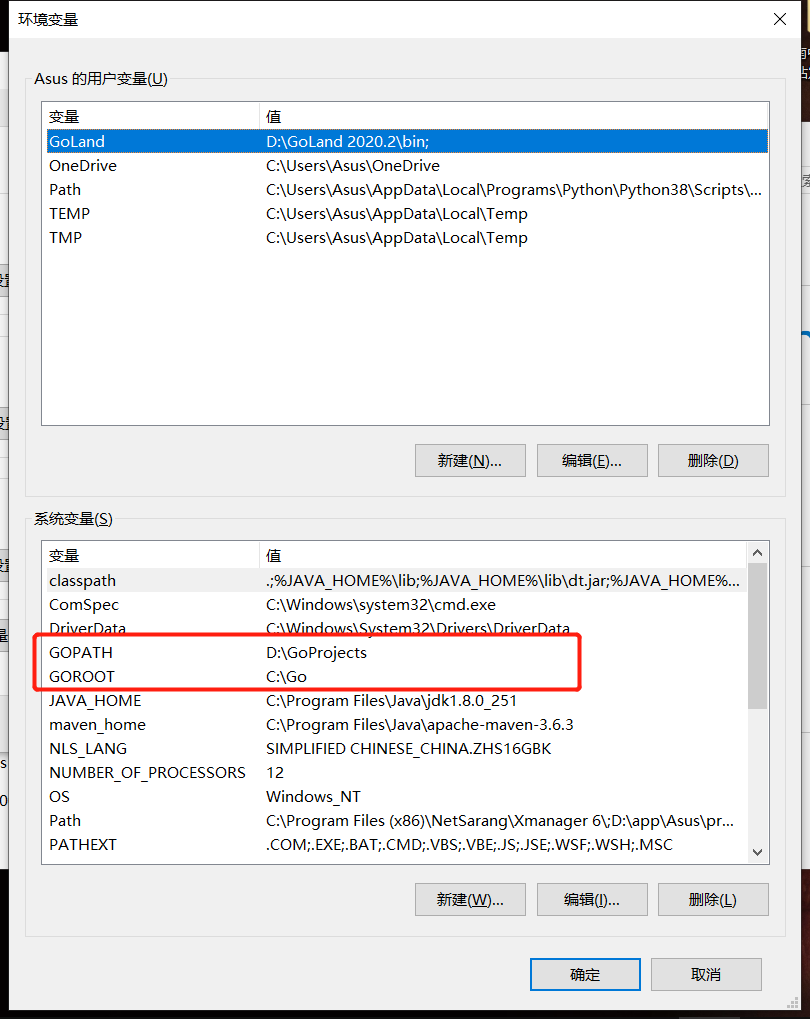 环境变量
Asus 的用户变量(U)
变量 值
GoLand D:\GoLand 2020.2\bin;
OneDrive C:\Users\Asus\OneDrive
Path C:\Users\Asus\AppData\Local\Programs\Python\Python38\Scripts\...
TEMP C:\Users\Asus\AppData\Local\Temp
TMP C:\Users\Asus\AppData\Local\Temp
新建(N)... 编辑(E)... 删除(D)
系统变量(S)
变量 值
classpath .;%JAVA_HOME%\lib;%JAVA_HOME%\lib\dt.jar;%JAVA_HOME%...
ComSpec C:\Windows\system32\cmd.exe
DriverData C:\Windows\System32\Drivers\DriverData
GOPATH D:\GoProjects
GOROOT C:\Go
JAVA_HOME C:\Program Files\Java\jdk1.8.0_251
maven_home C:\Program Files\Java\apache-maven-3.6.3
NLS_LANG SIMPLIFIED CHINESE_CHINA.ZHS16GBK
NUMBER_OF_PROCESSORS 12
OS Windows_NT
Path C:\Program Files (x86)\NetSarang\Xmanager 6\;D:\app\Asus\pr...
PATHEXT .COM;.EXE;.BAT;.CMD;.VBS;.VBE;.JS;.JSE;.WSF;.WSH;.MSC
新建(W)... 编辑(I)... 删除(L)
确定 取消